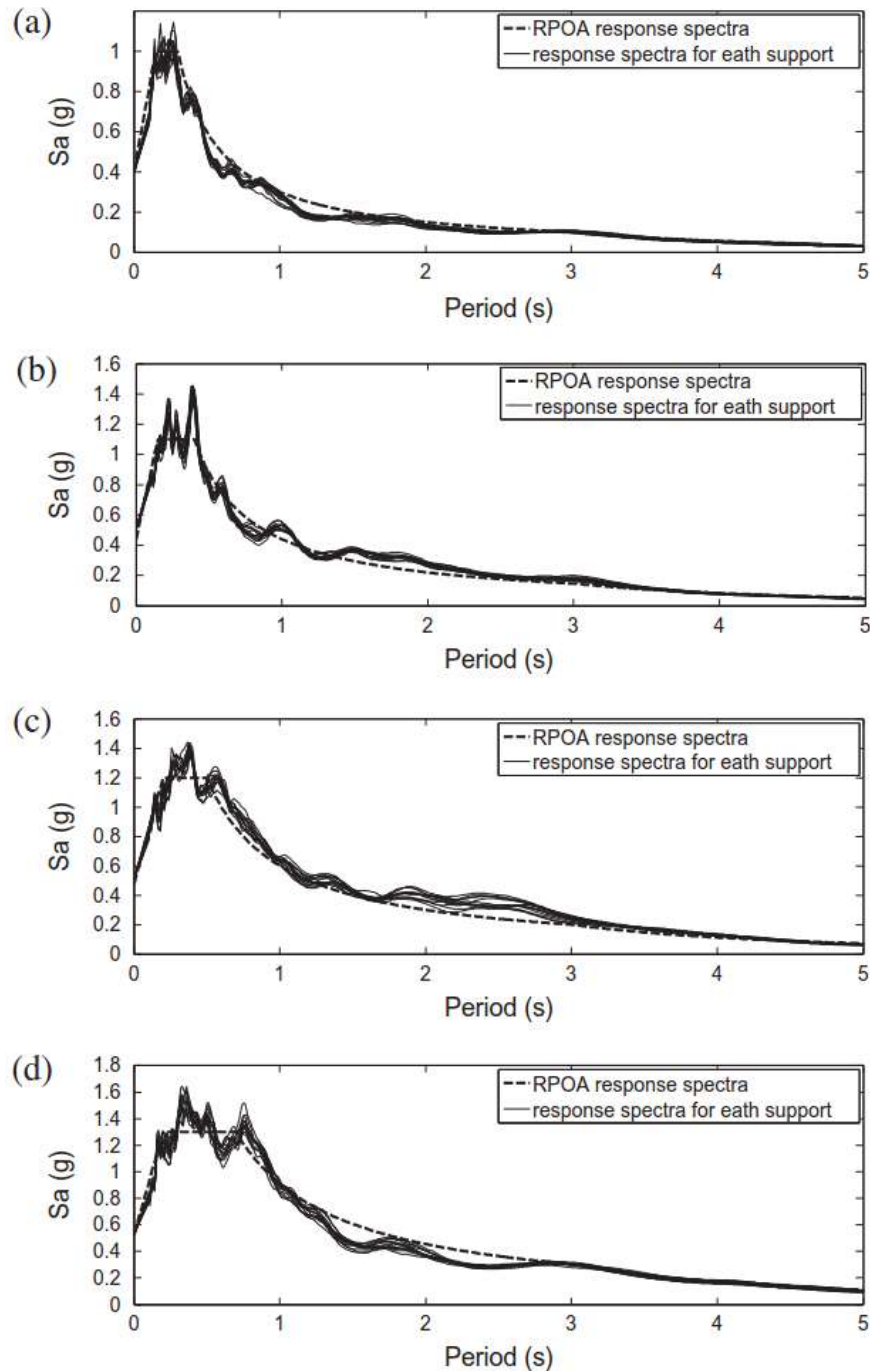 (a)
RPOA response spectra
response spectra for eath support
1
0.8
0.6
0.4
0.2
0
Sa (g)
0 1 2 3 4 5
Period (s)
(b)
RPOA response spectra
response spectra for eath support
1.6
1.4
1.2
1
0.8
0.6
0.4
0.2
0
Sa (g)
0 1 2 3 4 5
Period (s)
(c)
RPOA response spectra
response spectra for eath support
1.6
1.4
1.2
1
0.8
0.6
0.4
0.2
0
Sa (g)
0 1 2 3 4 5
Period (s)
(d)
RPOA response spectra
response spectra for eath support
1.8
1.6
1.4
1.2
1
0.8
0.6
0.4
0.2
0
Sa (g)
0 1 2 3 4 5
Period (s)